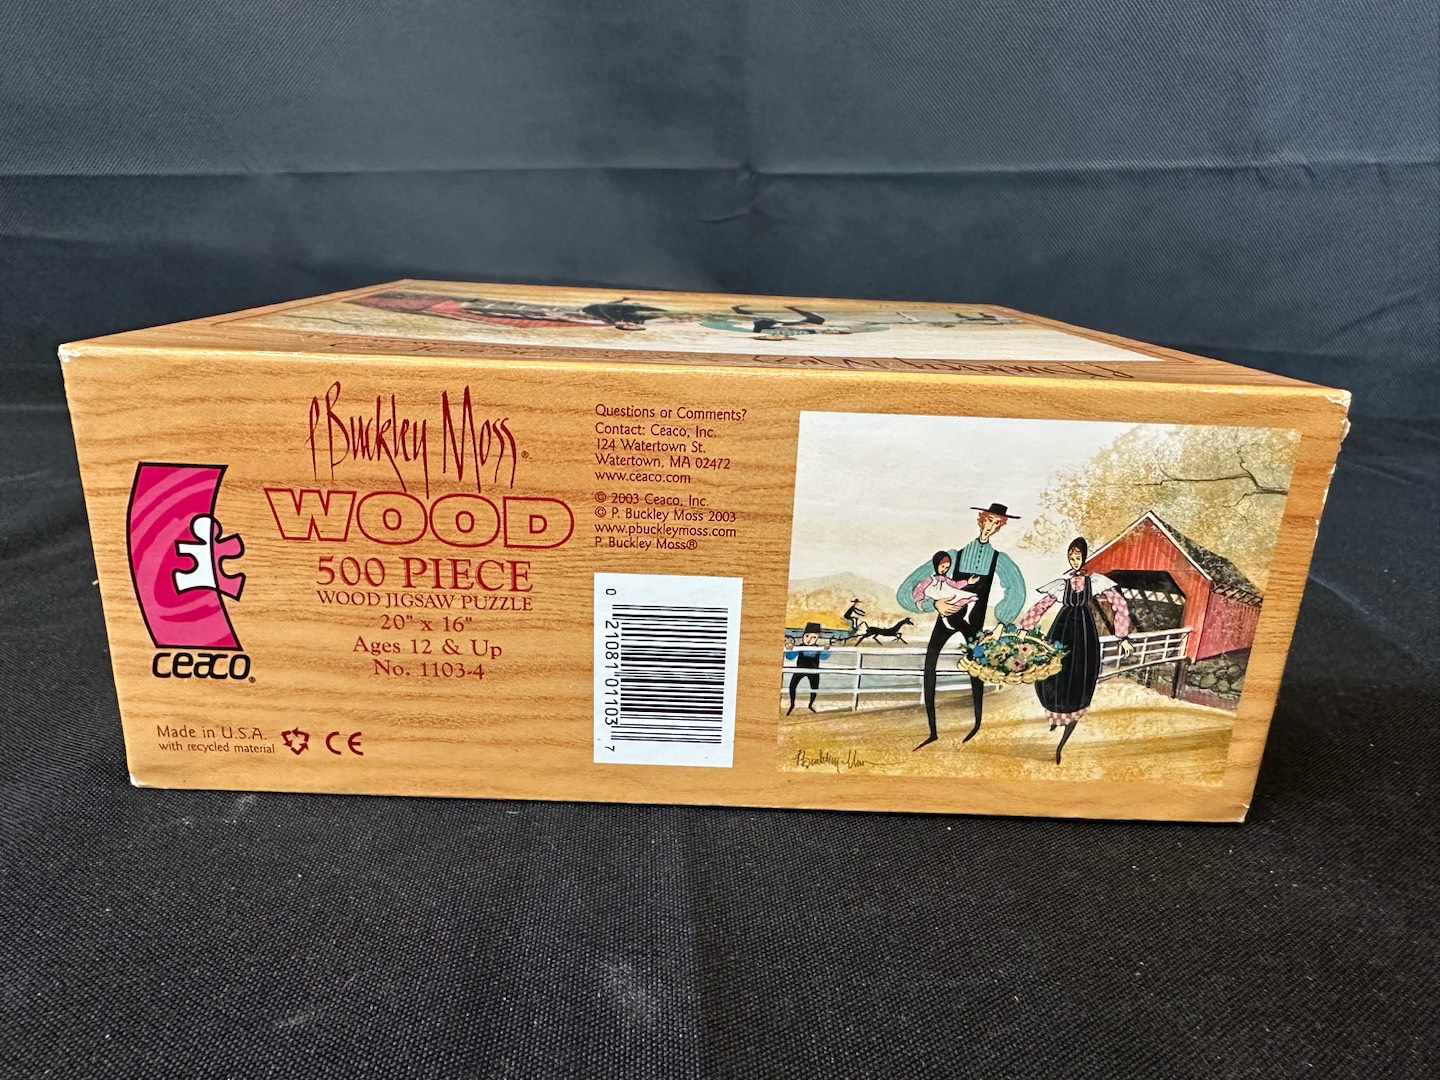 P Buckley Moss®
WOOD
500 PIECE
WOOD JIGSAW PUZZLE
20" x 16"
Ages 12 & Up
No. 1103-4
ceaco®
Made in U.S.A.
with recycled material
CE
Questions or Comments?
Contact: Ceaco, Inc.
124 Watertown St.
Watertown, MA 02472
www.ceaco.com
© 2003 Ceaco, Inc.
© P. Buckley Moss 2003
www.pbuckleymoss.com
P. Buckley Moss®
0 21081 01103 7
P Buckley Moss